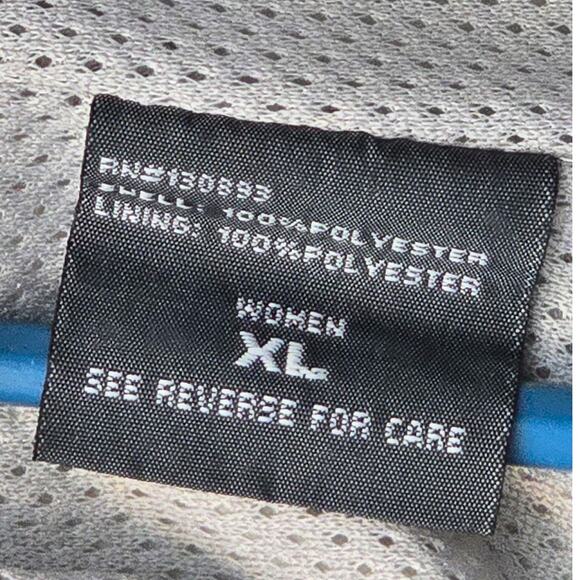 RN#130893
SHELL: 100%POLYESTER
LINING: 100%POLYESTER
WOMEN
XL
SEE REVERSE FOR CARE